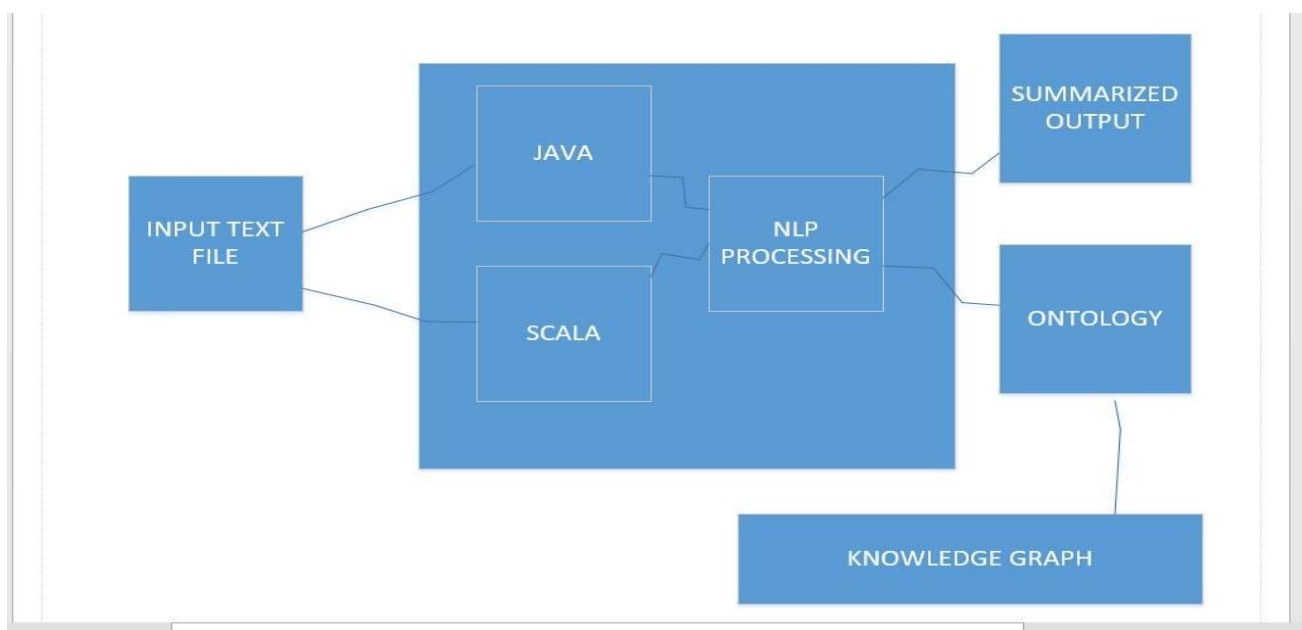 INPUT TEXT
FILE
JAVA
SCALA
NLP
PROCESSING
SUMMARIZED
OUTPUT
ONTOLOGY
KNOWLEDGE GRAPH